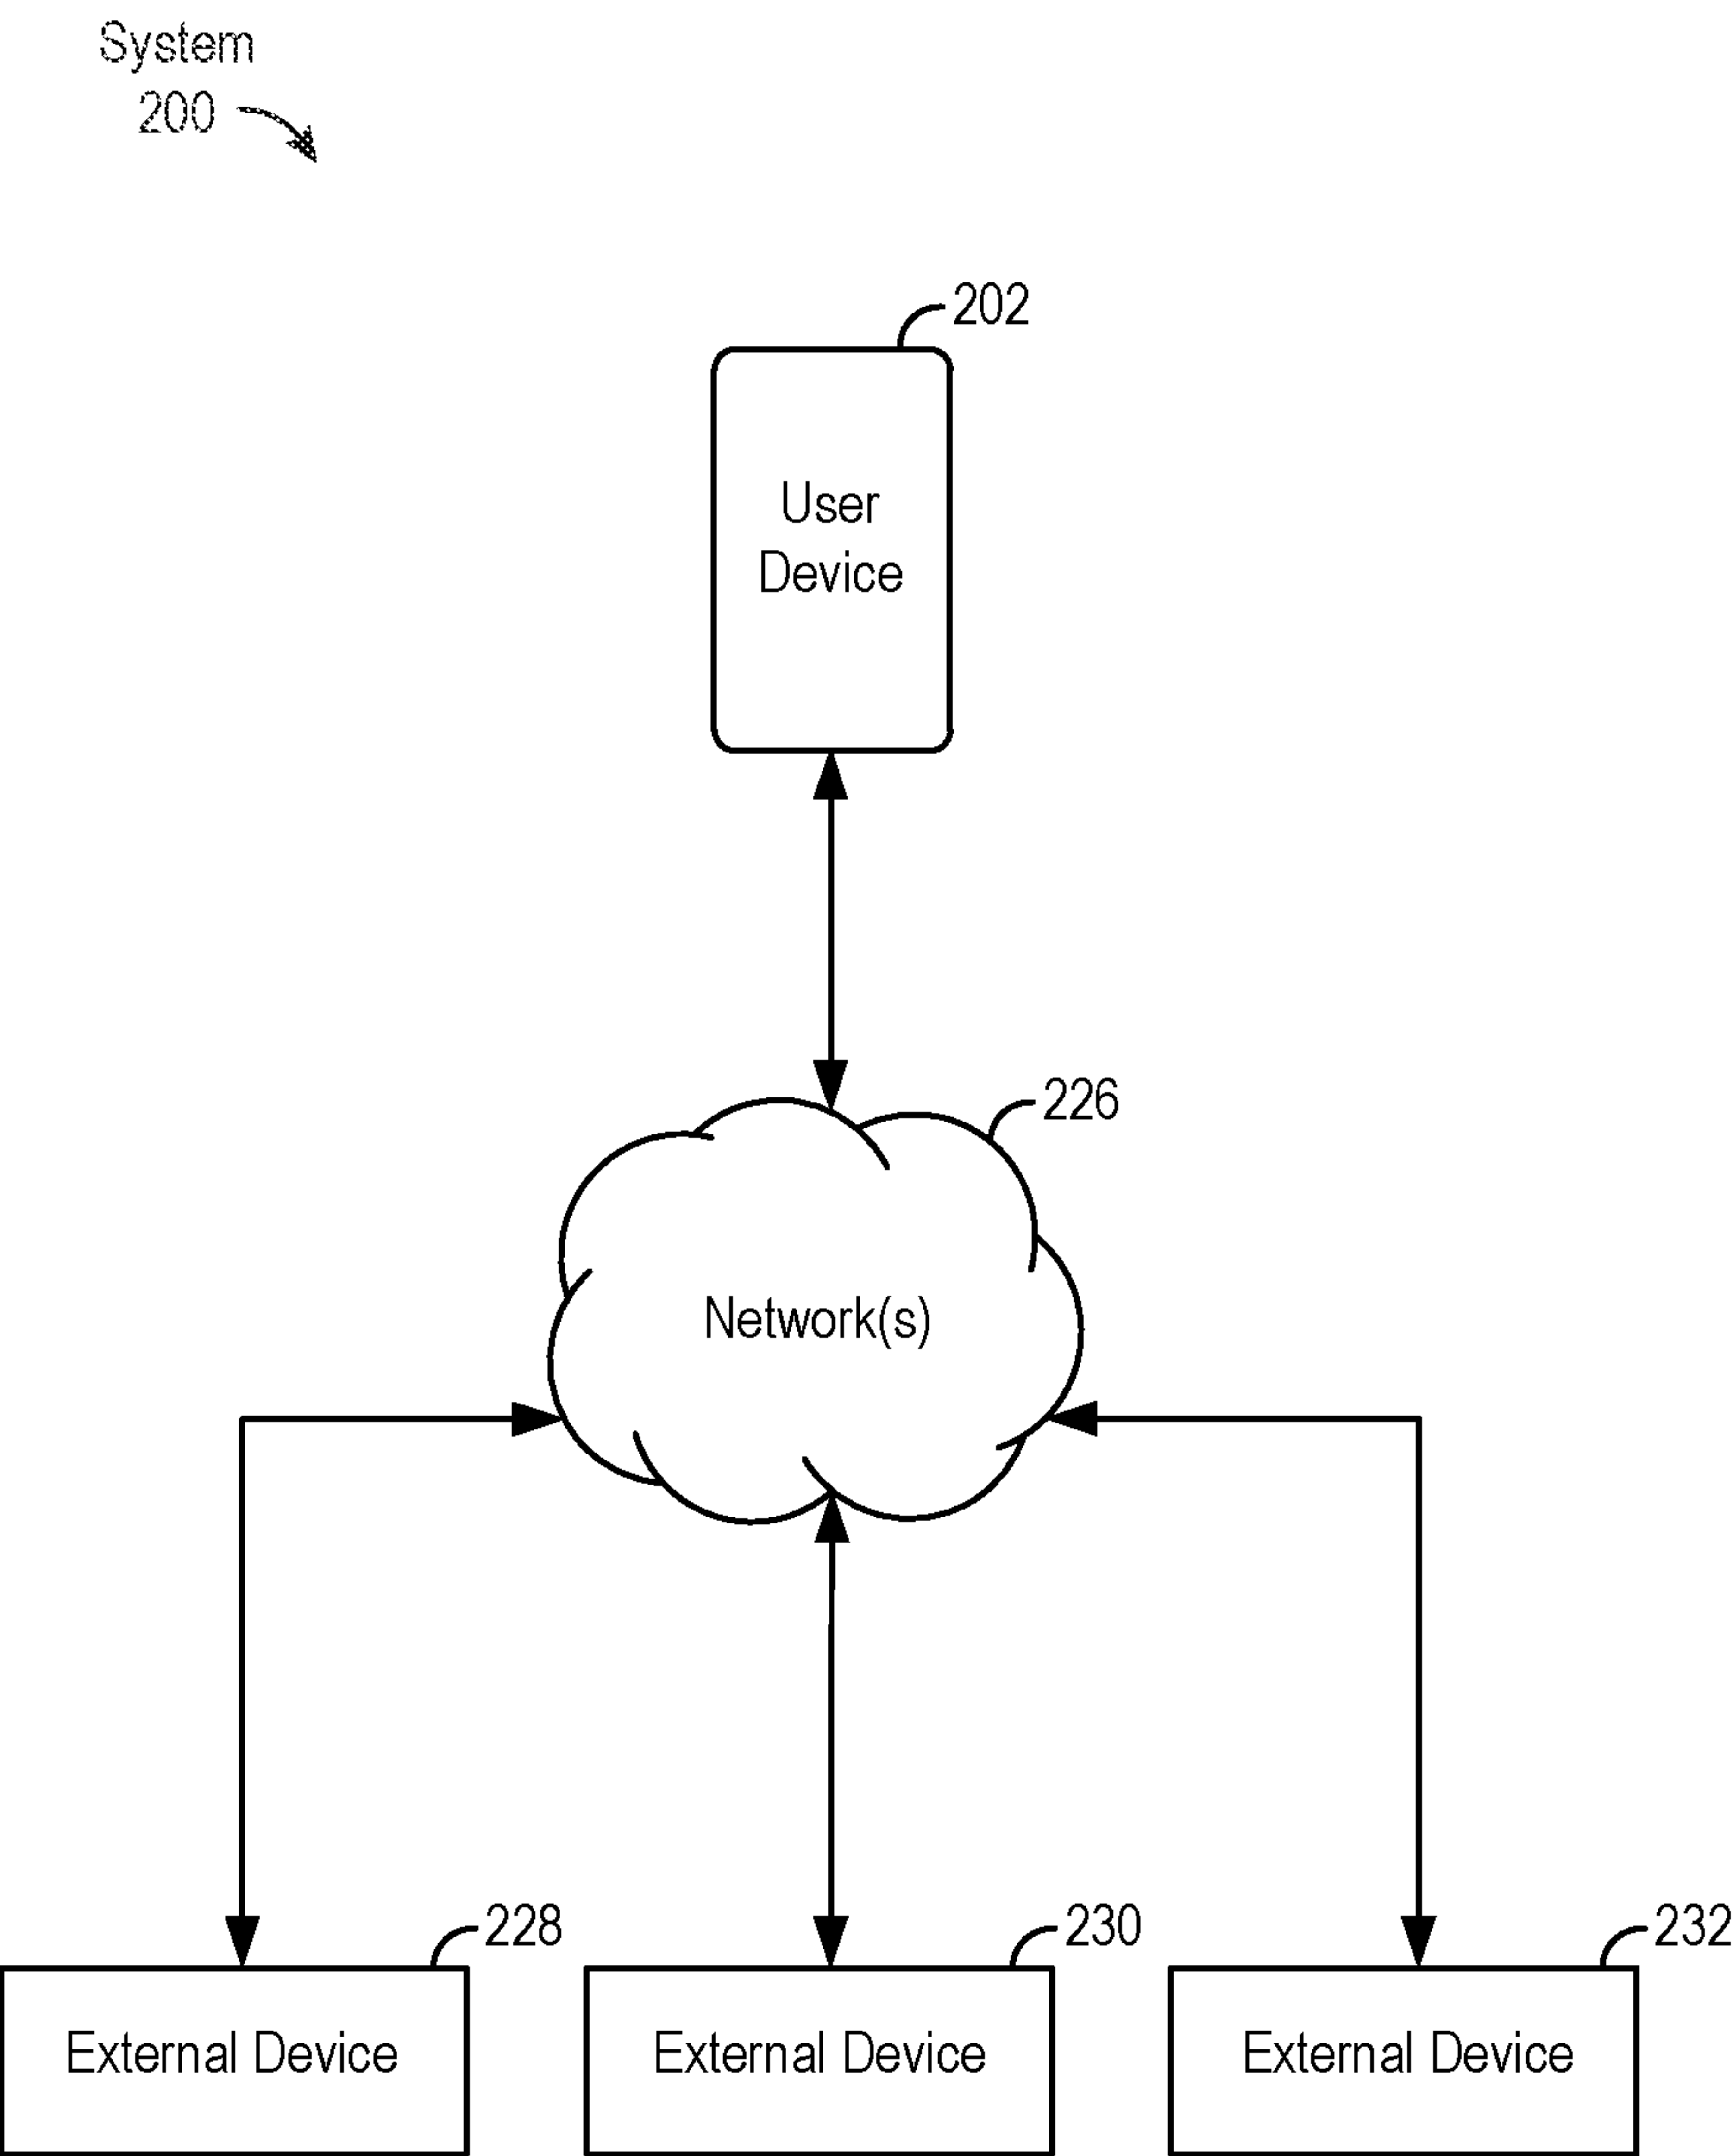 System
200
202
User
Device
226
Network(s)
228
230
232
External Device
External Device
External Device